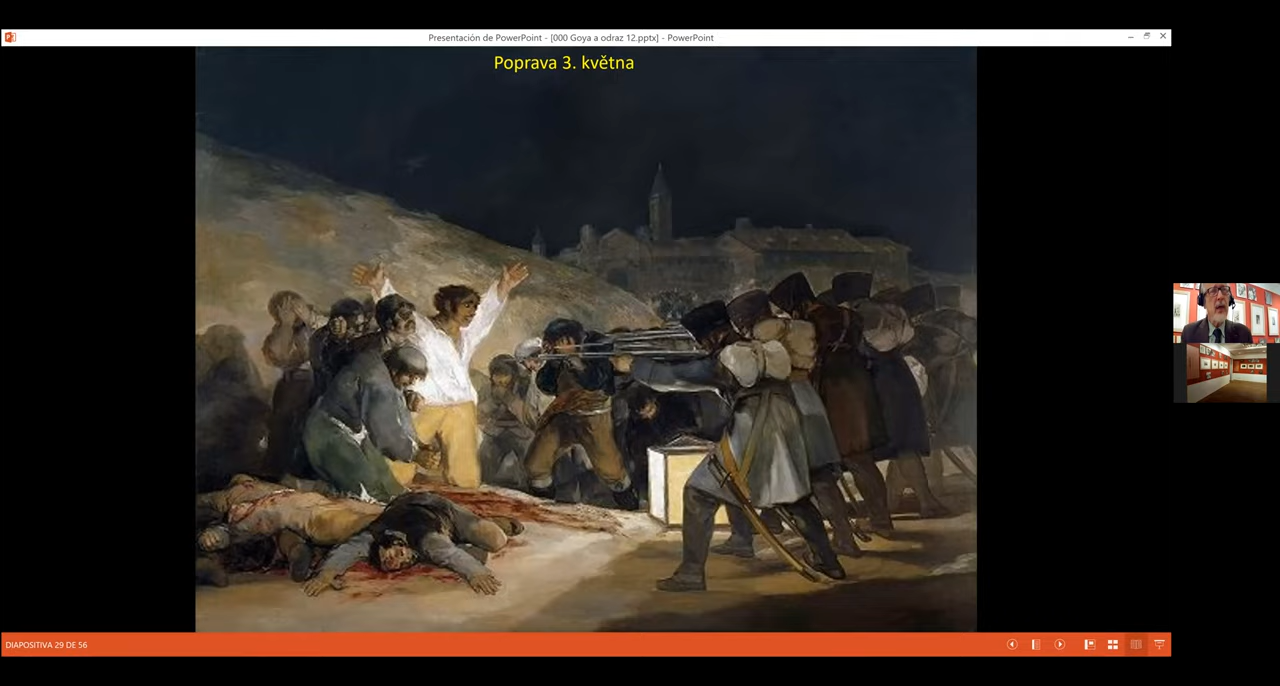 Presentación de PowerPoint - [000 Goya a odraz 12.pptx] - PowerPoint
Poprava 3. května
DIAPOSITIVA 29 DE 56